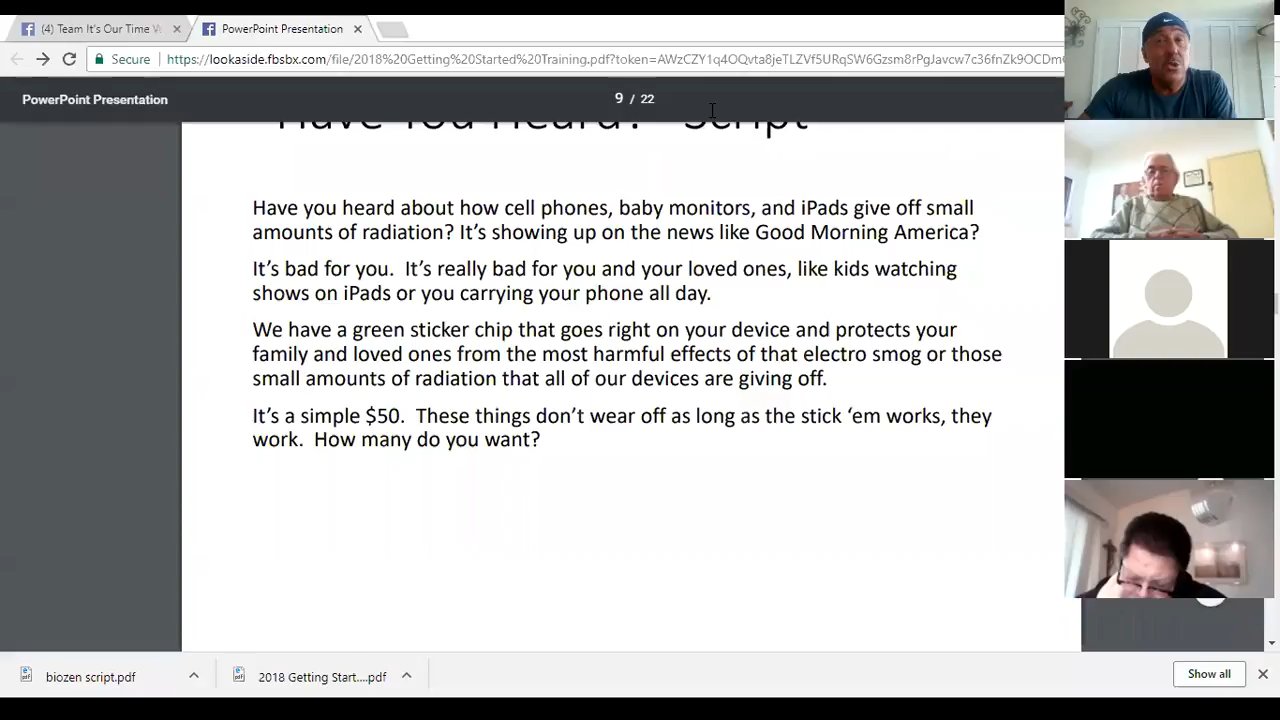 (4) Team It's Our Time V
PowerPoint Presentation
Secure
https://lookaside.fbsbx.com/file/2018%20Getting%20Started%20Training.pdf?token=AWzCZY1q4OQvta8jeTLZVf5URqSW6Gzsm8rPgJavcw7c36fnZk9OCDm
PowerPoint Presentation
9 / 22
Have You Heard? Script
Have you heard about how cell phones, baby monitors, and iPads give off small
amounts of radiation? It's showing up on the news like Good Morning America?
It's bad for you. It's really bad for you and your loved ones, like kids watching
shows on iPads or you carrying your phone all day.
We have a green sticker chip that goes right on your device and protects your
family and loved ones from the most harmful effects of that electro smog or those
small amounts of radiation that all of our devices are giving off.
It's a simple $50. These things don't wear off as long as the stick 'em works, they
work. How many do you want?
biozen script.pdf
2018 Getting Start....pdf
Show all